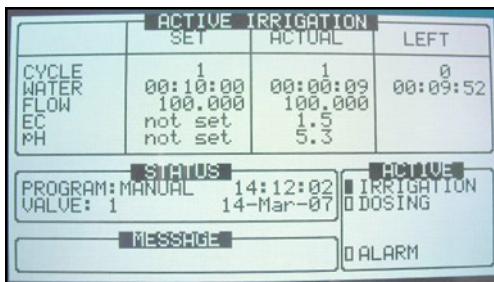 ACTIVE IRRIGATION
SET ACTUAL LEFT
CYCLE 1 1 0
WATER 00:10:00 00:00:09 00:09:52
FLOW 100.000 100.000
EC not set 1.5
PH not set 5.3
STATUS
PROGRAM:MANUAL 14:12:02
VALVE: 1 14-Mar-07
MESSAGE
ACTIVE
IRRIGATION
DOSING
ALARM